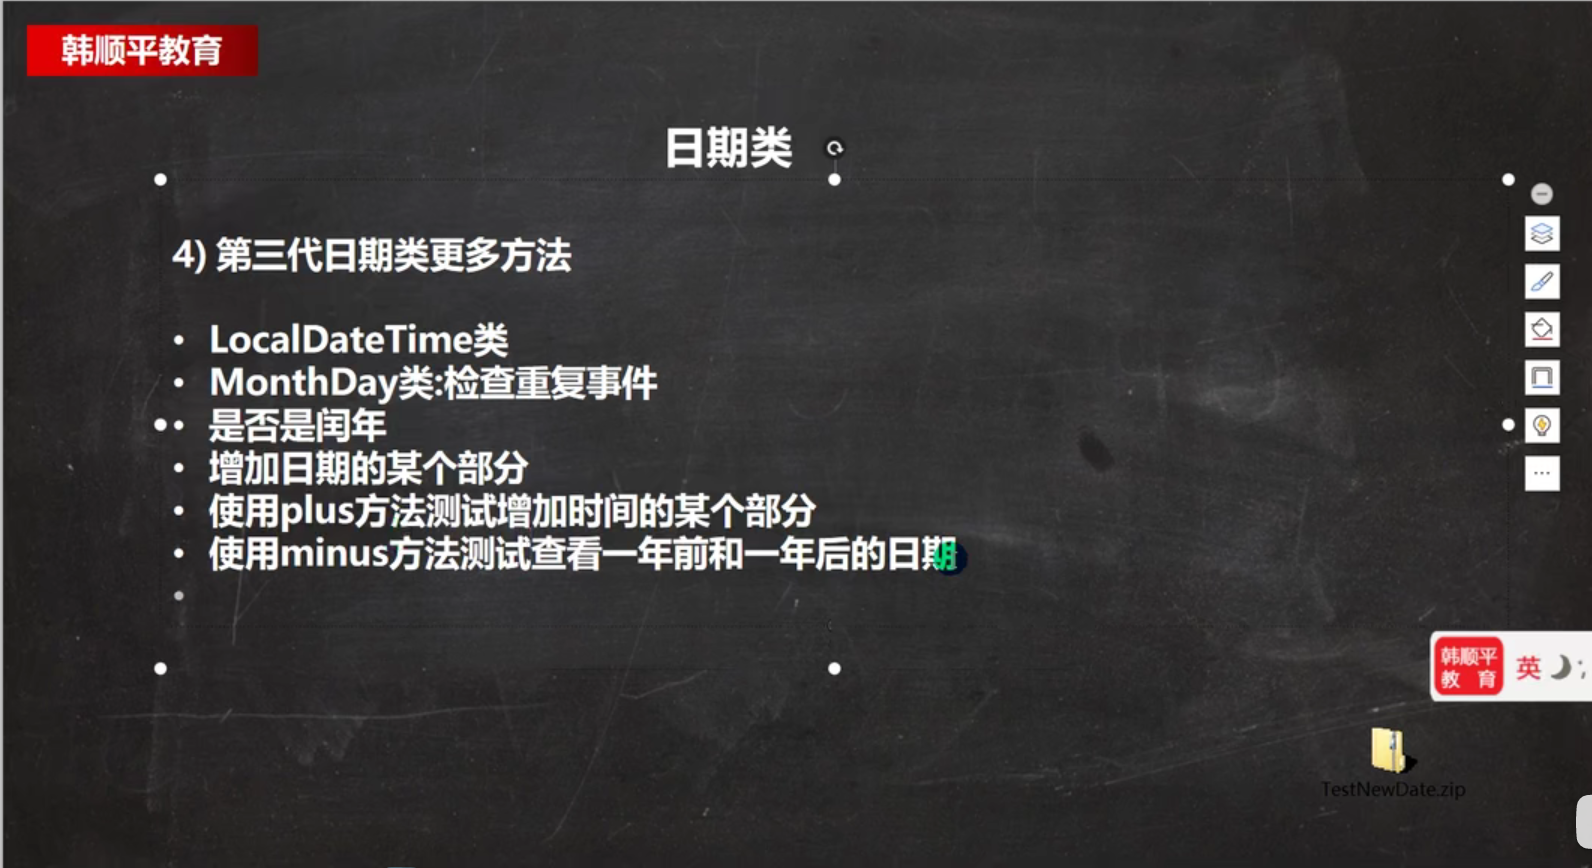 韩顺平教育
日期类
4) 第三代日期类更多方法
• LocalDateTime类
• MonthDay类:检查重复事件
• 是否是闰年
• 增加日期的某个部分
• 使用plus方法测试增加时间的某个部分
• 使用minus方法测试查看一年前和一年后的日期
•
韩顺平
教 育
英
TestNewDate.zip